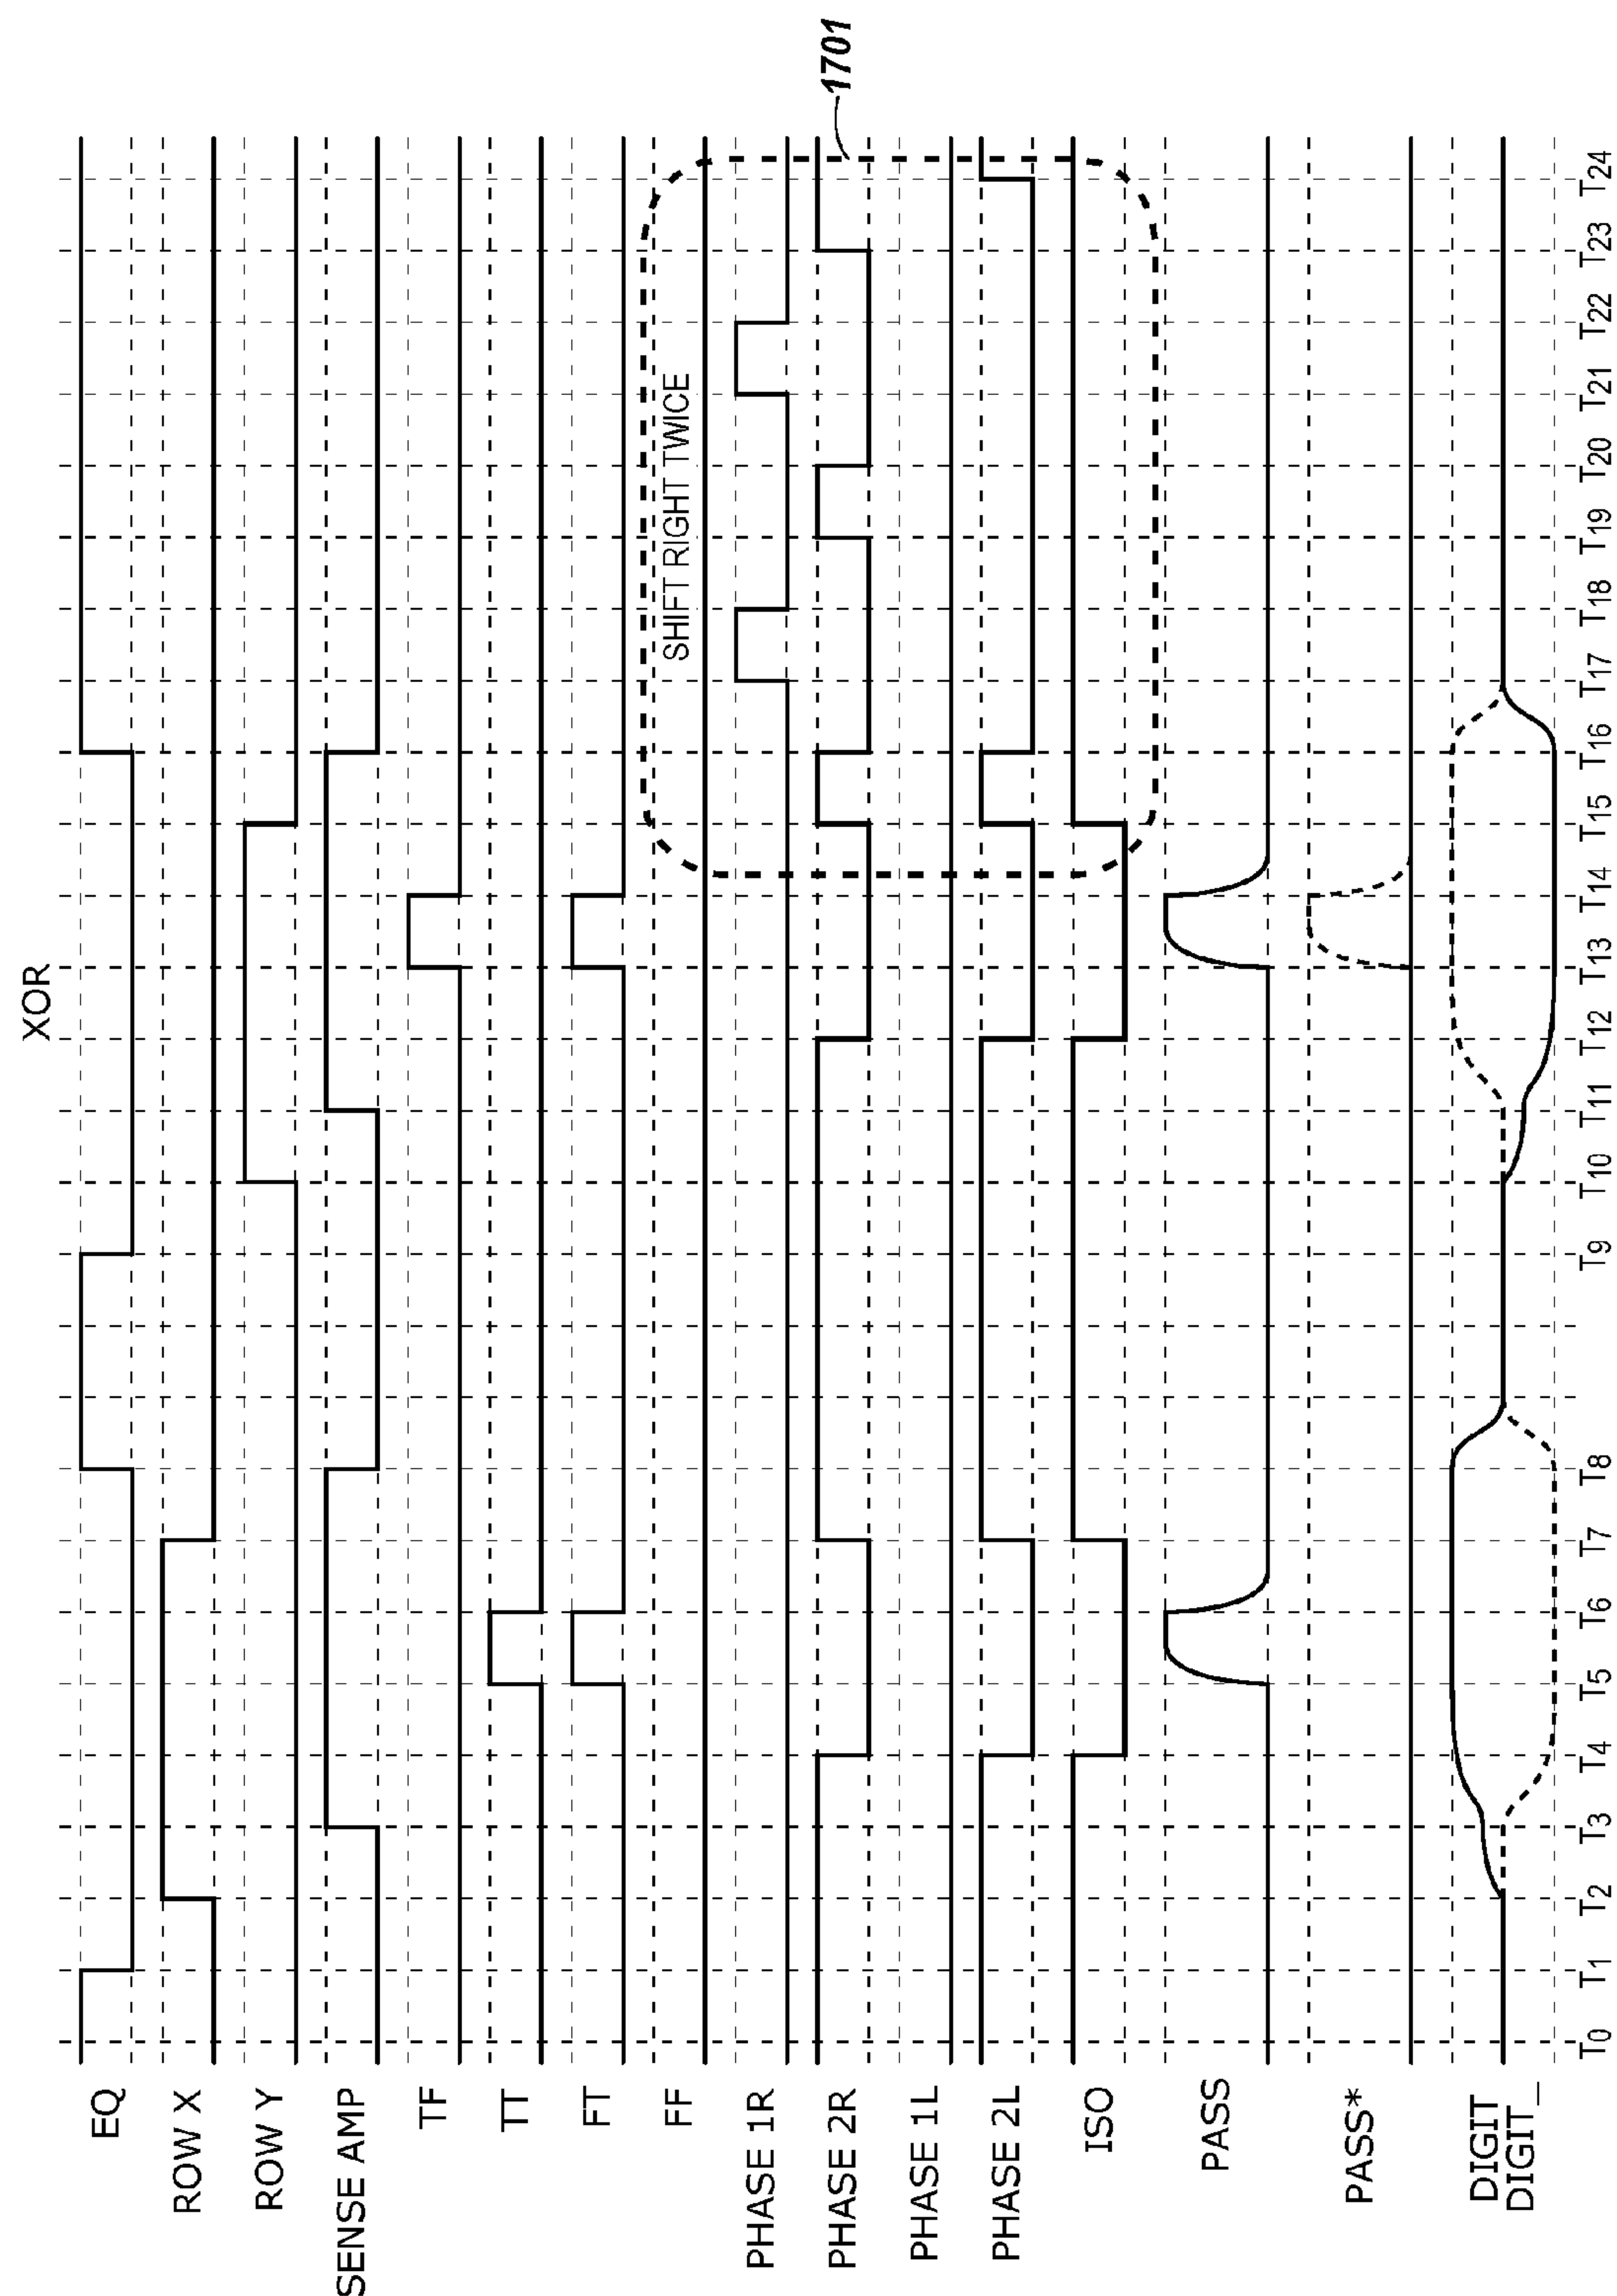 XOR
EQ
ROW X
ROW Y
SENSE AMP
TF
TT
FT
FF
PHASE 1R
PHASE 2R
PHASE 1L
PHASE 2L
ISO
PASS
PASS*
DIGIT
DIGIT_
SHIFT RIGHT TWICE
1701
T0 T1 T2 T3 T4 T5 T6 T7 T8 T9 T10 T11 T12 T13 T14 T15 T16 T17 T18 T19 T20 T21 T22 T23 T24